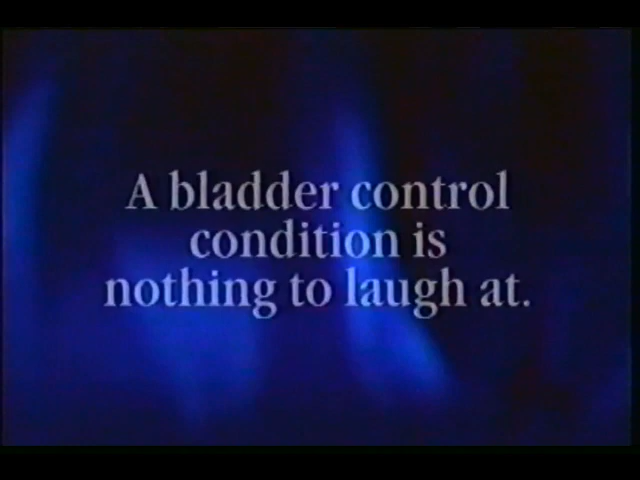 A bladder control
condition is
nothing to laugh at.